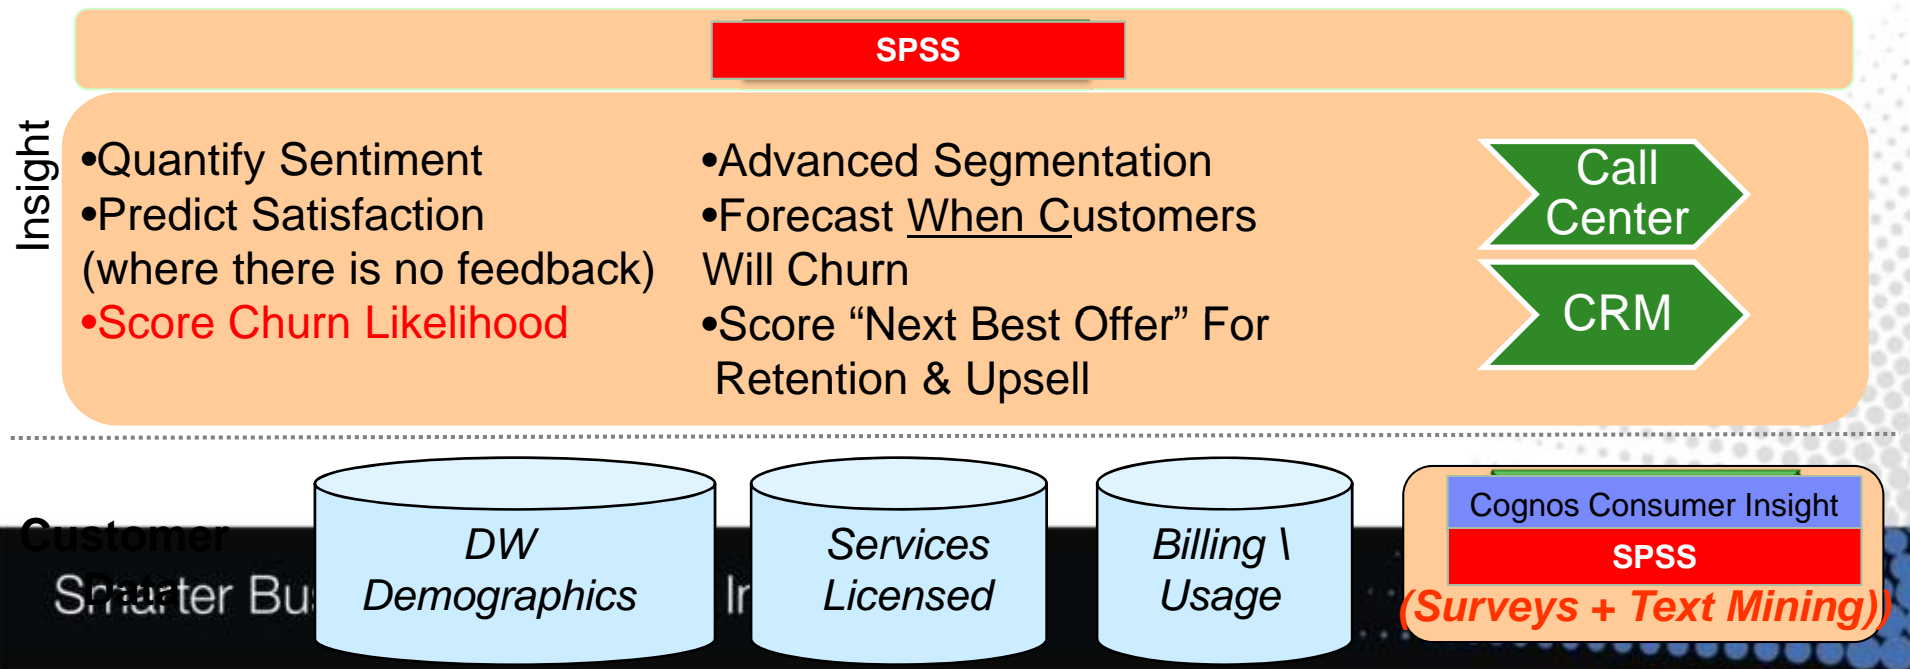 SPSS
Insight
•Quantify Sentiment
•Predict Satisfaction
(where there is no feedback)
•Score Churn Likelihood
•Advanced Segmentation
•Forecast When Customers
Will Churn
•Score “Next Best Offer” For
Retention & Upsell
Call
Center
CRM
Customer
Data
DW
Demographics
Services
Licensed
Billing \
Usage
Cognos Consumer Insight
SPSS
(Surveys + Text Mining))
Smarter